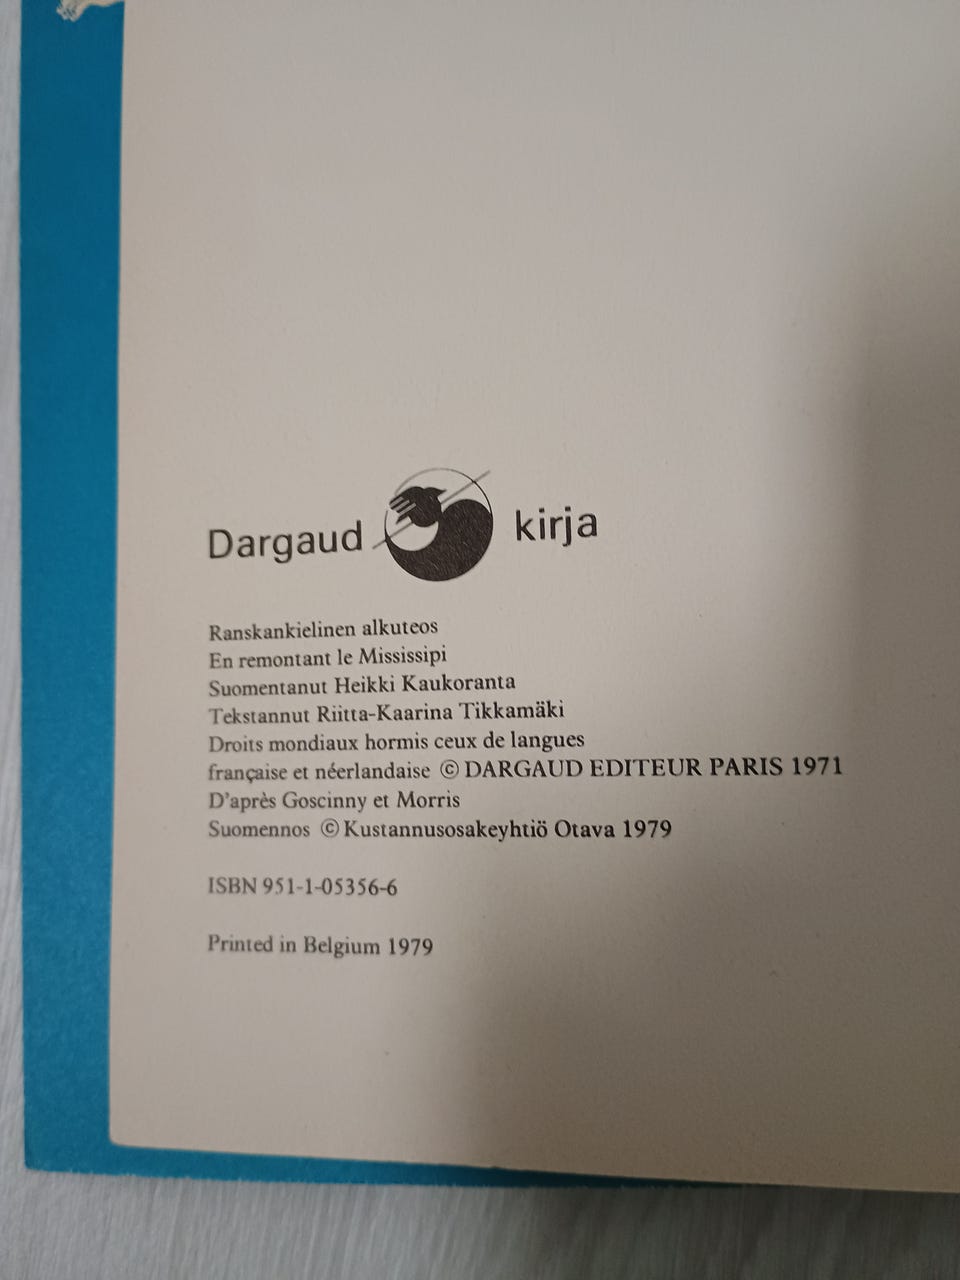 Dargaud kirja
Ranskankielinen alkuteos
En remontant le Mississipi
Suomentanut Heikki Kaukoranta
Tekstannut Riitta-Kaarina Tikkamäki
Droits mondiaux hormis ceux de langues
française et néerlandaise © DARGAUD EDITEUR PARIS 1971
D'après Goscinny et Morris
Suomennos © Kustannusosakeyhtiö Otava 1979
ISBN 951-1-05356-6
Printed in Belgium 1979